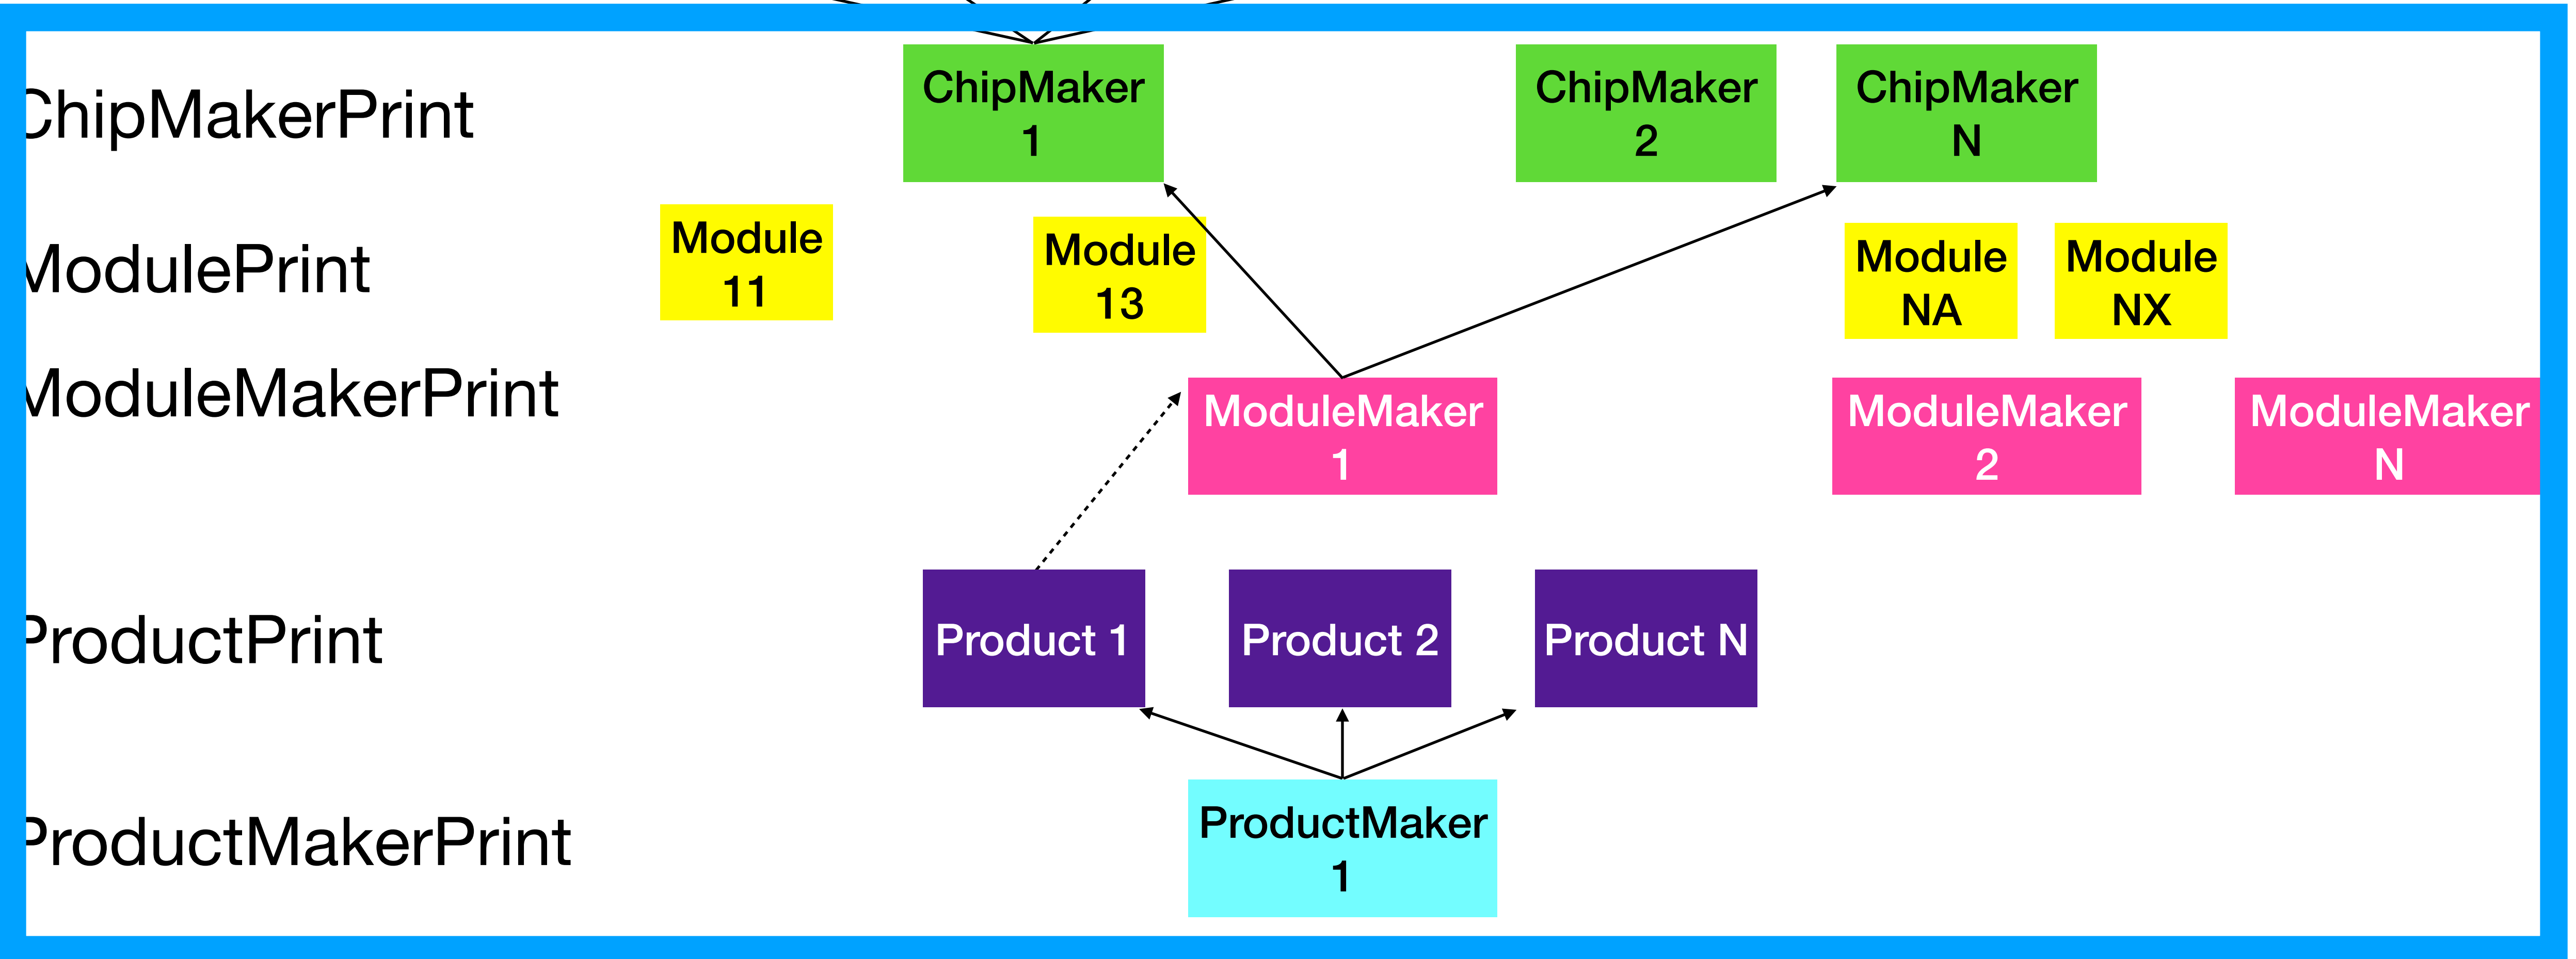 ChipMakerPrint
ChipMaker
1
ChipMaker
2
ChipMaker
N
ModulePrint
Module
11
Module
13
Module
NA
Module
NX
ModuleMakerPrint
ModuleMaker
1
ModuleMaker
2
ModuleMaker
N
ProductPrint
Product 1
Product 2
Product N
ProductMakerPrint
ProductMaker
1